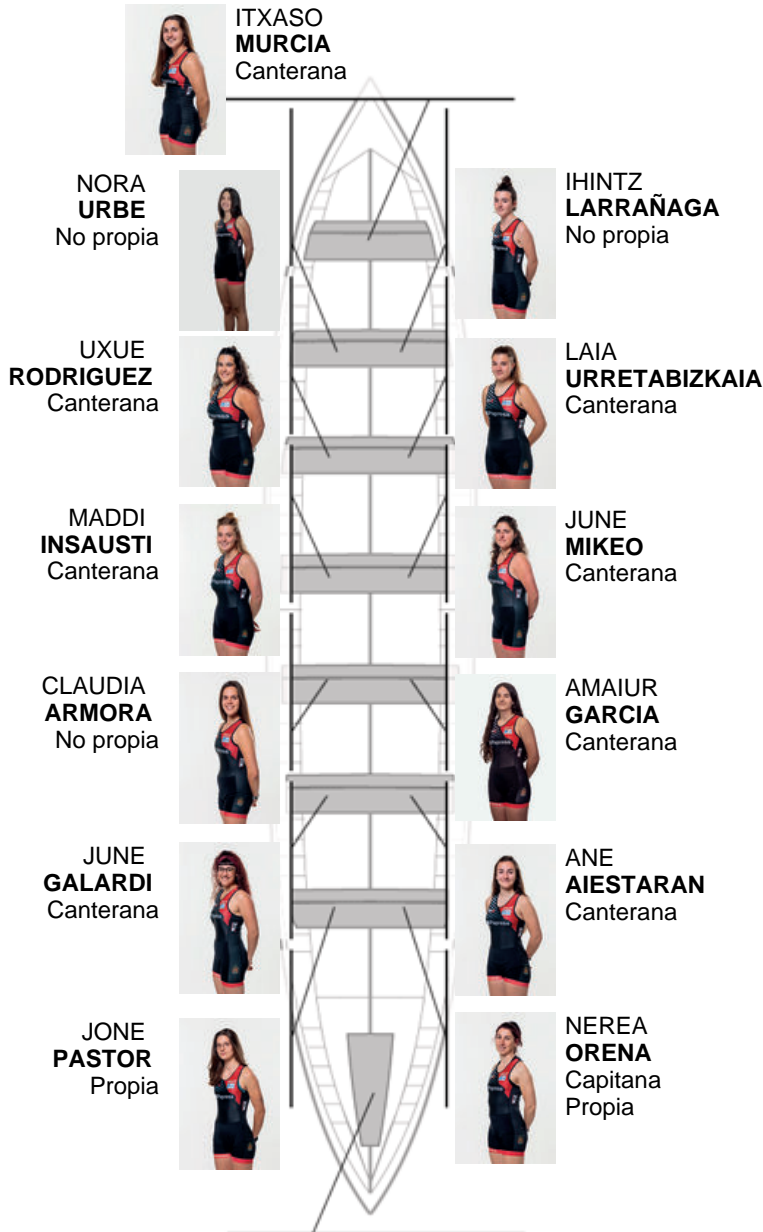 ITXASO
MURCIA
Canterana
NORA
URBE
No propia
IHINTZ
LARRAÑAGA
No propia
UXUE
RODRIGUEZ
Canterana
LAIA
URRETABIZKAIA
Canterana
MADDI
INSAUSTI
Canterana
JUNE
MIKEO
Canterana
CLAUDIA
ARMORA
No propia
AMAIUR
GARCIA
Canterana
JUNE
GALARDI
Canterana
ANE
AIESTARAN
Canterana
JONE
PASTOR
Propia
NEREA
ORENA
Capitana
Propia